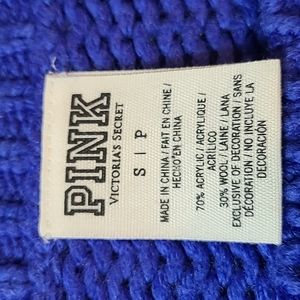 PINK
VICTORIA'S SECRET
S | P
MADE IN CHINA / FAIT EN CHINE /
HECHO EN CHINA
70% ACRYLIC / ACRYLIQUE /
ACRÍLICO
30% WOOL / LAINE / LANA
EXCLUSIVE OF DECORATION / SANS
DÉCORATION / NO INCLUYE LA
DECORACIÓN